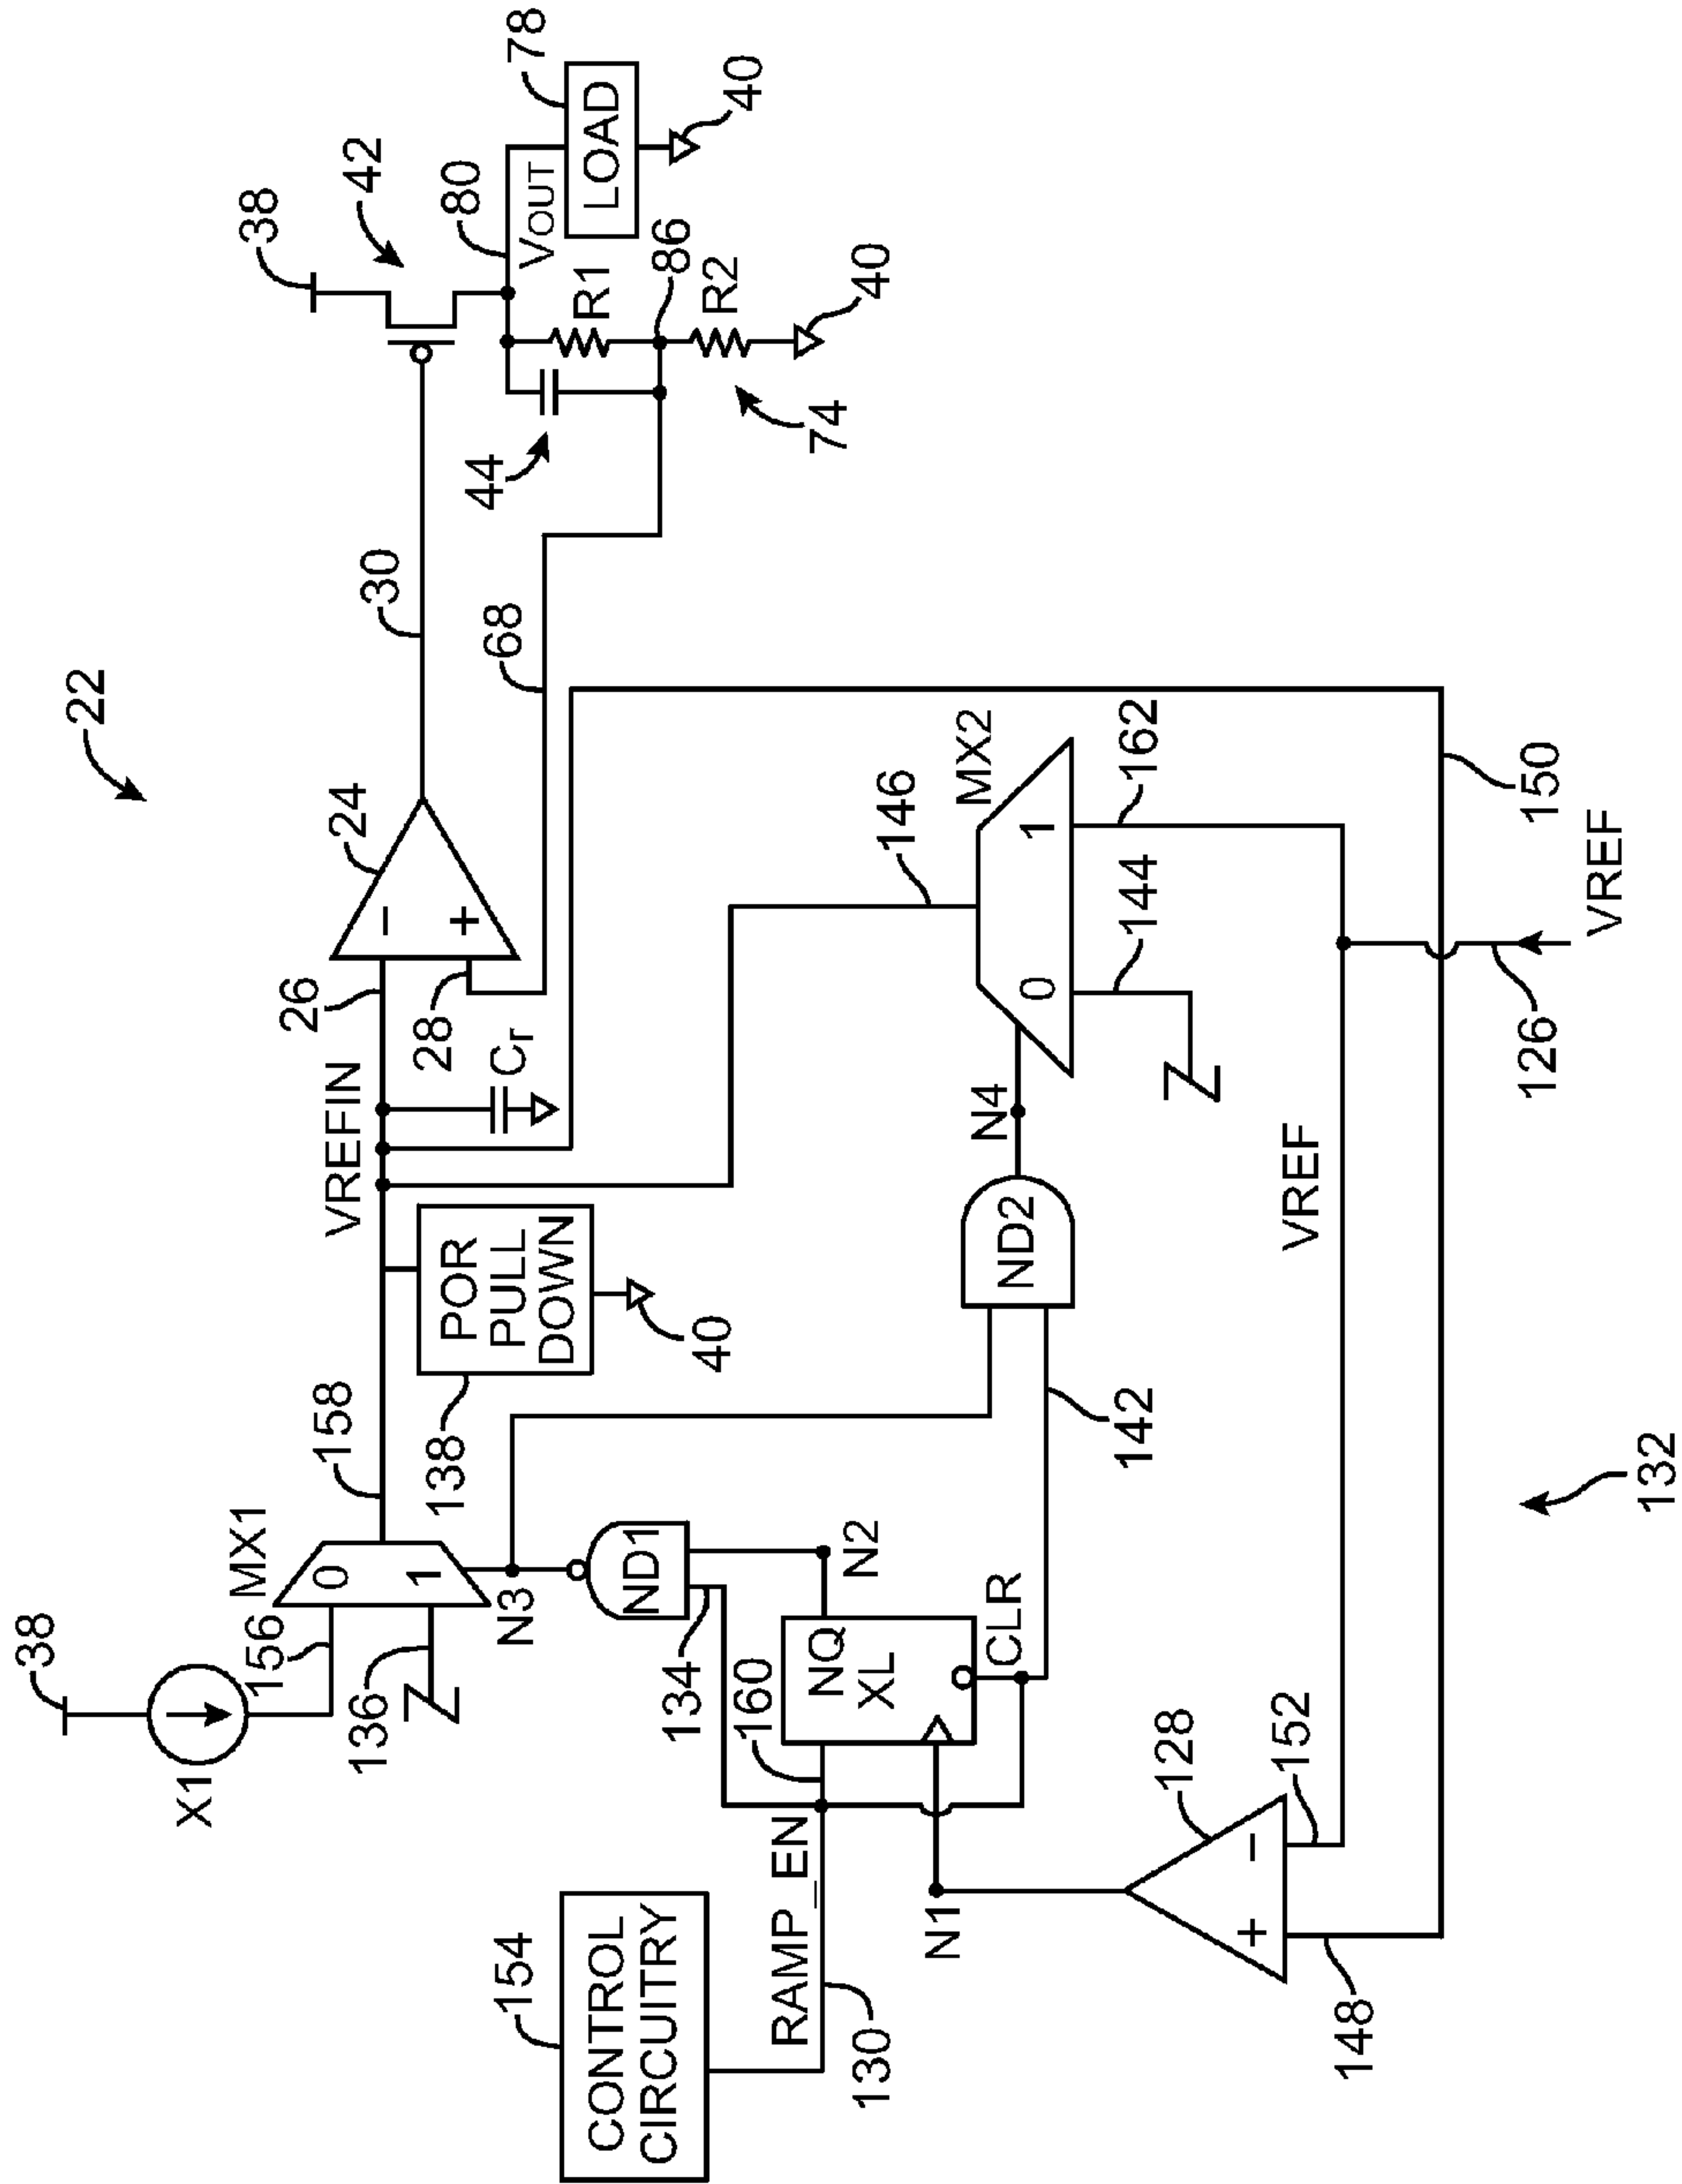 22
38
X1
156
MX1
0
1
136
Z
N3
158
VREFIN
26
24
−
+
28
Cr
30
38
42
80
VOUT
78
LOAD
40
44
R1
86
R2
74
40
68
POR
PULL
DOWN
138
40
154
CONTROL
CIRCUITRY
RAMP_EN
130
134
ND1
160
NQ
XL
N2
CLR
142
ND2
N4
146
MX2
0
1
144
162
Z
N1
128
+
−
148
152
VREF
126
VREF
150
132